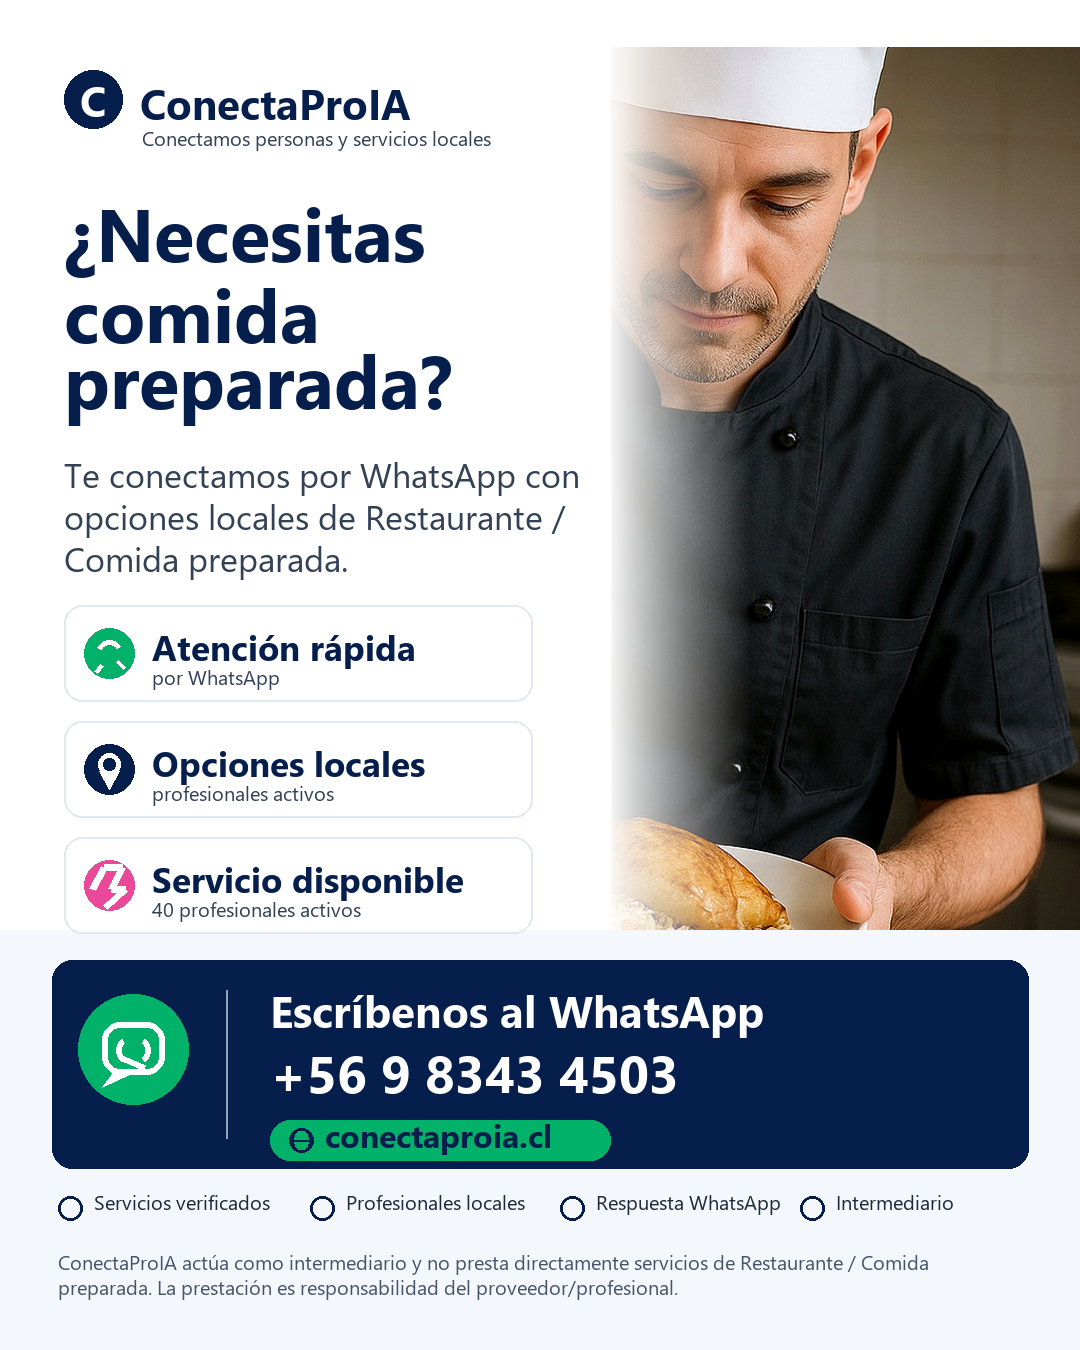 C ConectaProIA
Conectamos personas y servicios locales
¿Necesitas
comida
preparada?
Te conectamos por WhatsApp con
opciones locales de Restaurante /
Comida preparada.
Atención rápida
por WhatsApp
Opciones locales
profesionales activos
Servicio disponible
40 profesionales activos
Escríbenos al WhatsApp
+56 9 8343 4503
conectaproia.cl
Servicios verificados Profesionales locales Respuesta WhatsApp Intermediario
ConectaProIA actúa como intermediario y no presta directamente servicios de Restaurante / Comida
preparada. La prestación es responsabilidad del proveedor/profesional.